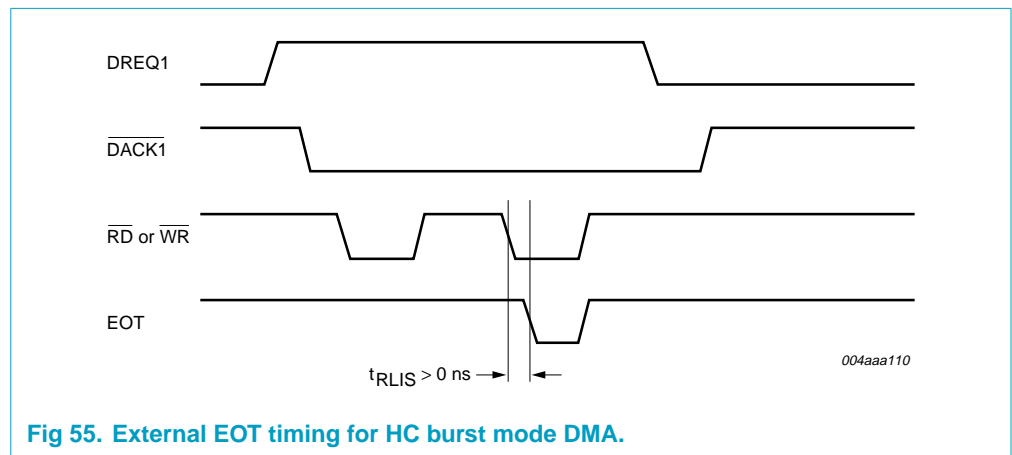 DREQ1
DACK1
RD or WR
EOT
tRLIS > 0 ns
004aaa110
Fig 55. External EOT timing for HC burst mode DMA.